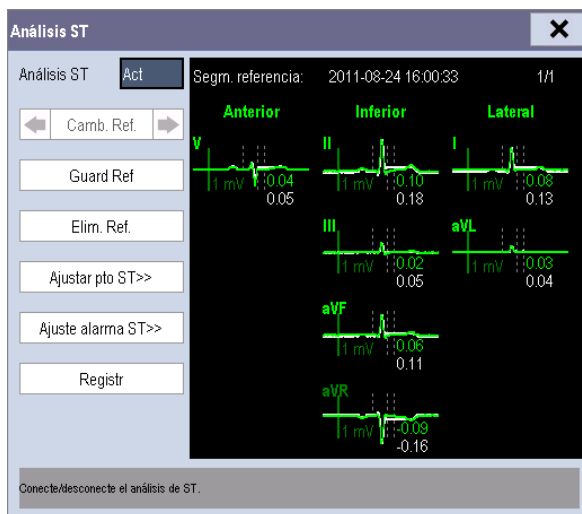 Análisis ST
Análisis ST Act
Camb. Ref.
Guard Ref
Elim. Ref.
Ajustar pto ST>>
Ajuste alarma ST>>
Registr
Segm. referencia: 2011-08-24 16:00:33 1/1
Anterior Inferior Lateral
V II I
1 mV 0.04 1 mV 0.10 1 mV 0.08
0.05 0.18 0.13
III aVL
1 mV 0.02 1 mV 0.03
0.05 0.04
aVF
1 mV 0.06
0.11
aVR
1 mV -0.09
-0.16
Conecte/desconecte el análisis de ST.